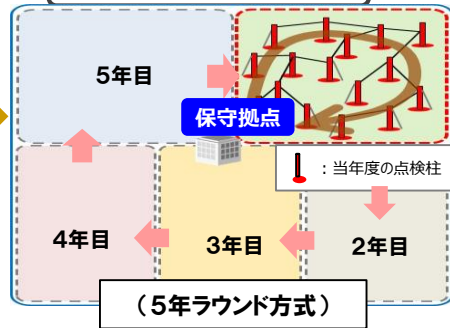 5年目
保守拠点
：当年度の点検柱
4年目
3年目
2年目
（5年ラウンド方式）